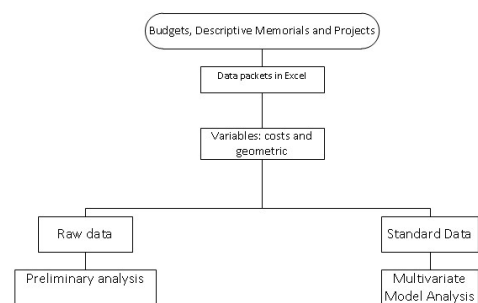 Budgets, Descriptive Memorials and Projects
Data packets in Excel
Variables: costs and
geometric
Raw data
Standard Data
Preliminary analysis
Multivariate
Model Analysis